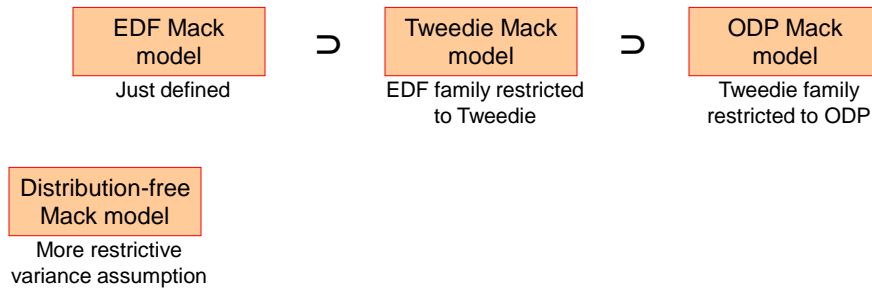 EDF Mack
model
⊃
Tweedie Mack
model
⊃
ODP Mack
model
Just defined
EDF family restricted
to Tweedie
Tweedie family
restricted to ODP
Distribution-free
Mack model
More restrictive
variance assumption